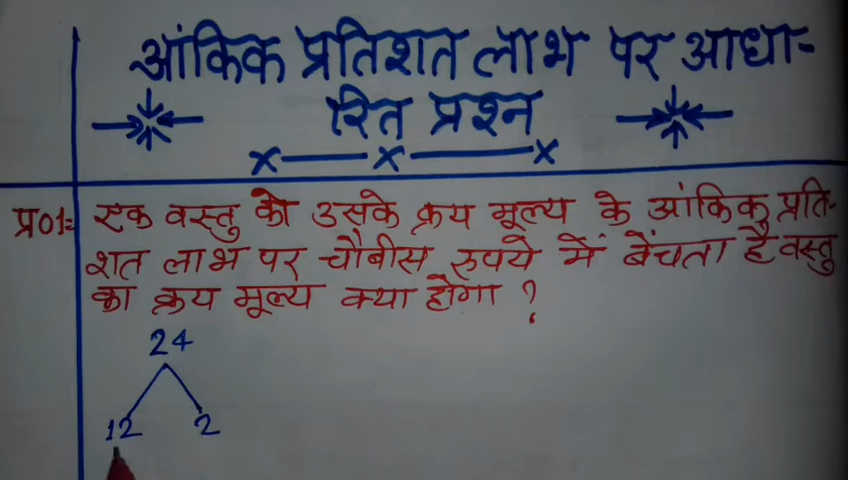 आंकिक प्रतिशत लाभ पर आधा-
रित प्रश्न
प्र01= एक वस्तु को उसके क्रय मूल्य के आंकिक प्रति-
शत लाभ पर चौबीस रुपये में बेंचता है वस्तु
का क्रय मूल्य क्या होगा ?
24
12 2